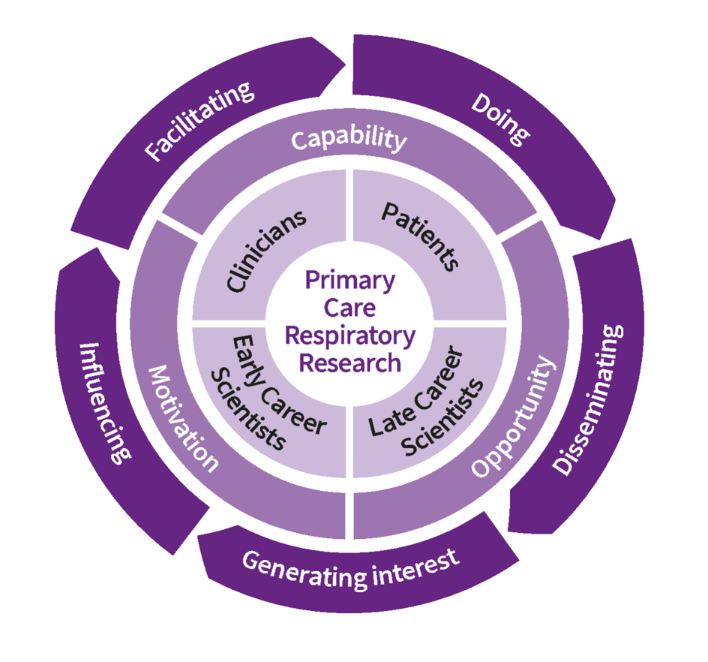 Facilitating
Doing
Disseminating
Generating interest
Influencing
Capability
Opportunity
Motivation
Clinicians
Patients
Late Career
Scientists
Early Career
Scientists
Primary
Care
Respiratory
Research